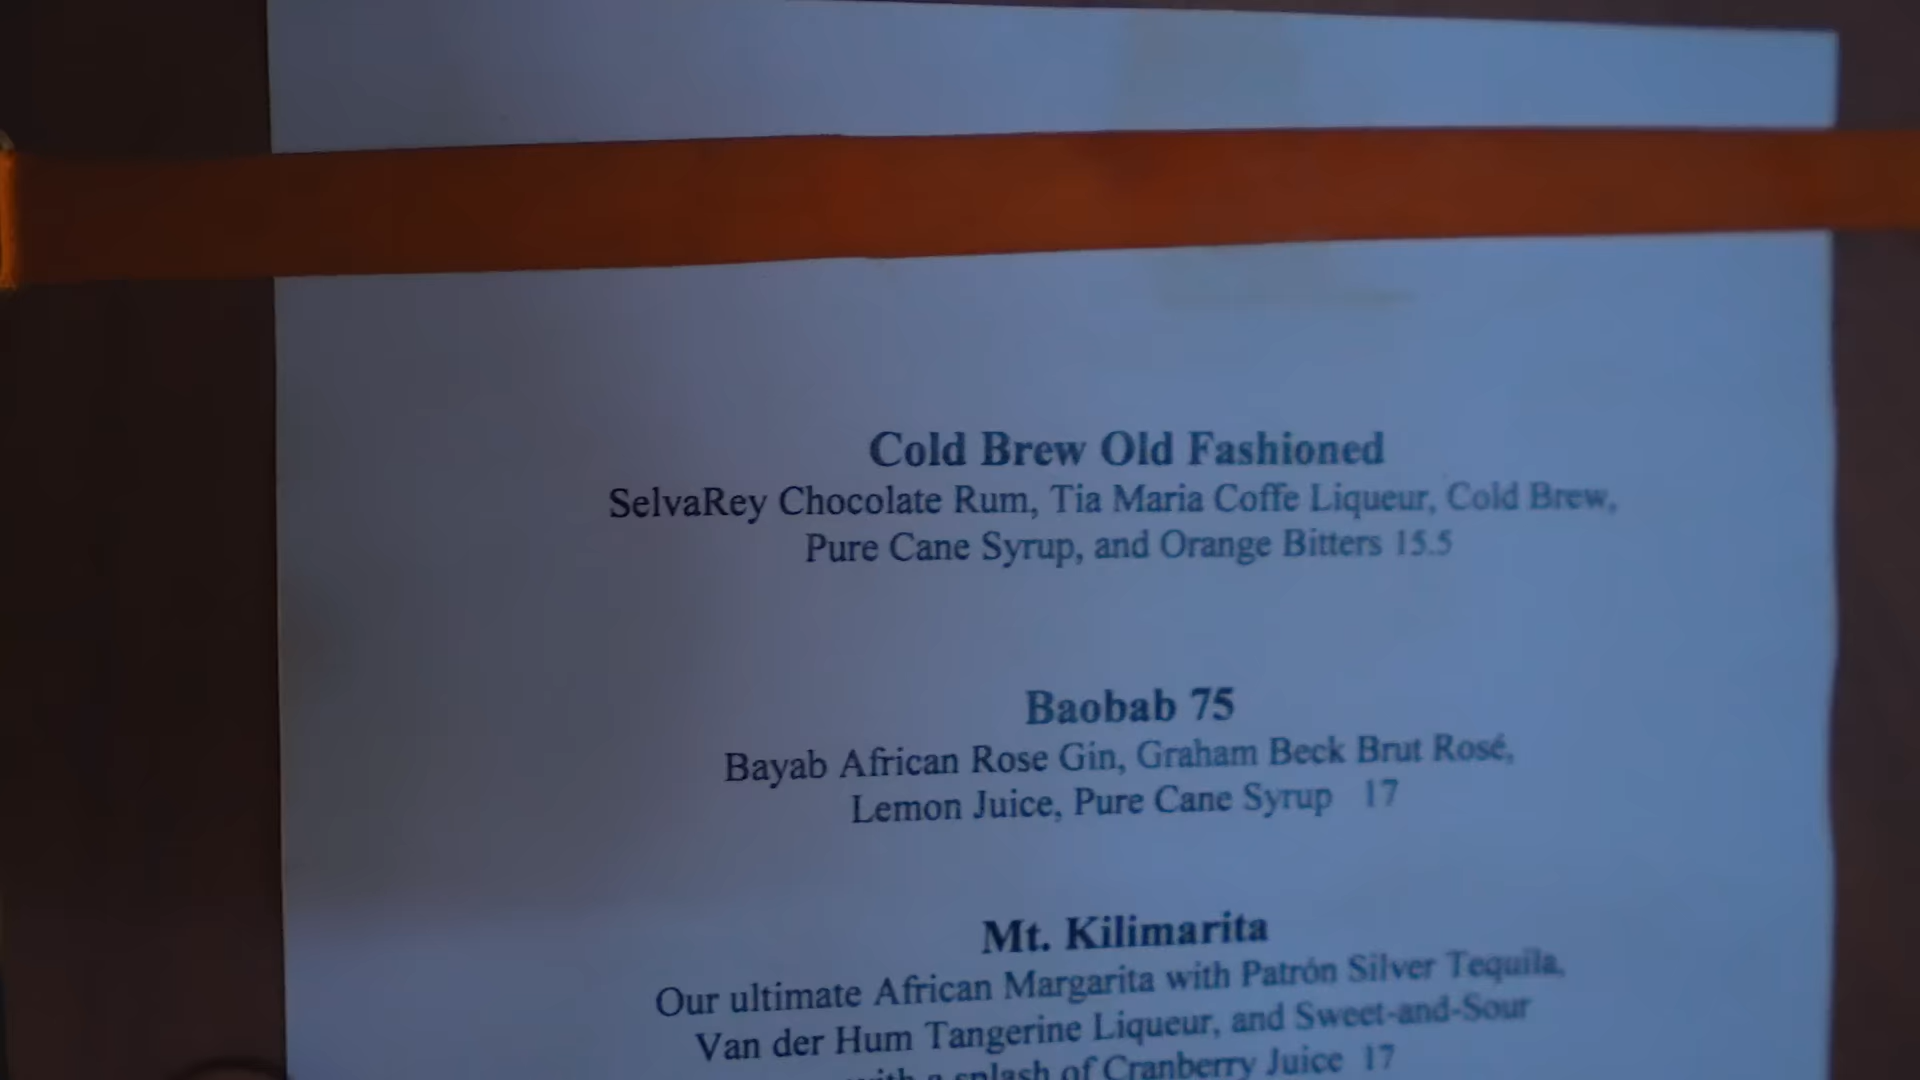 Cold Brew Old Fashioned
SelvaRey Chocolate Rum, Tia Maria Coffe Liqueur, Cold Brew,
Pure Cane Syrup, and Orange Bitters 15.5
Baobab 75
Bayab African Rose Gin, Graham Beck Brut Rosé,
Lemon Juice, Pure Cane Syrup 17
Mt. Kilimarita
Our ultimate African Margarita with Patrón Silver Tequila,
Van der Hum Tangerine Liqueur, and Sweet-and-Sour
with a splash of Cranberry Juice 17